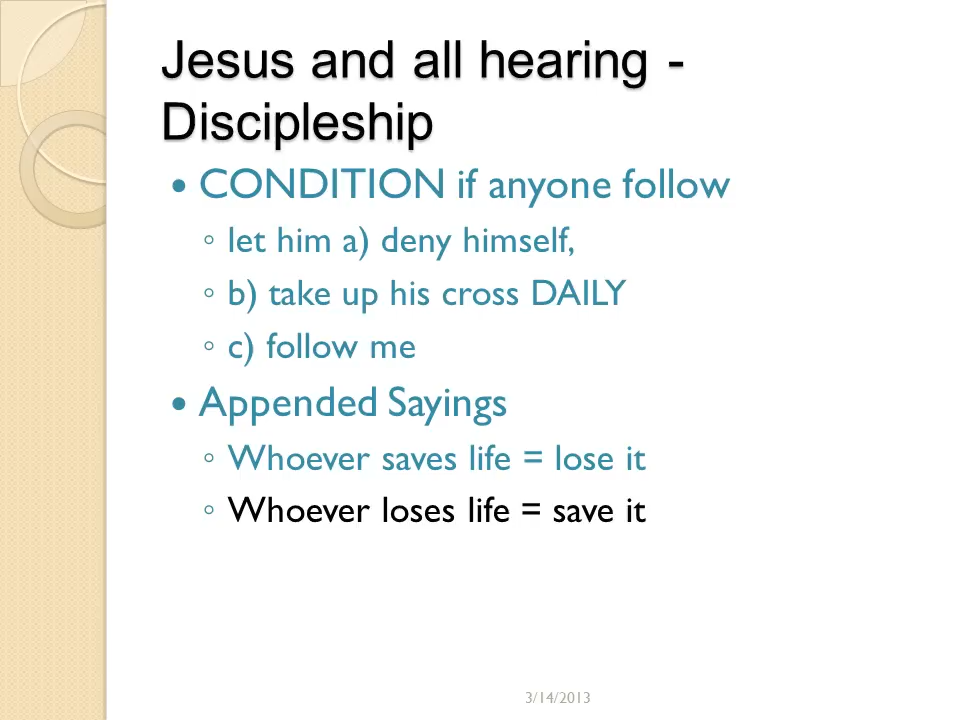 Jesus and all hearing -
Discipleship
• CONDITION if anyone follow
◦ let him a) deny himself,
◦ b) take up his cross DAILY
◦ c) follow me
• Appended Sayings
◦ Whoever saves life = lose it
◦ Whoever loses life = save it
3/14/2013